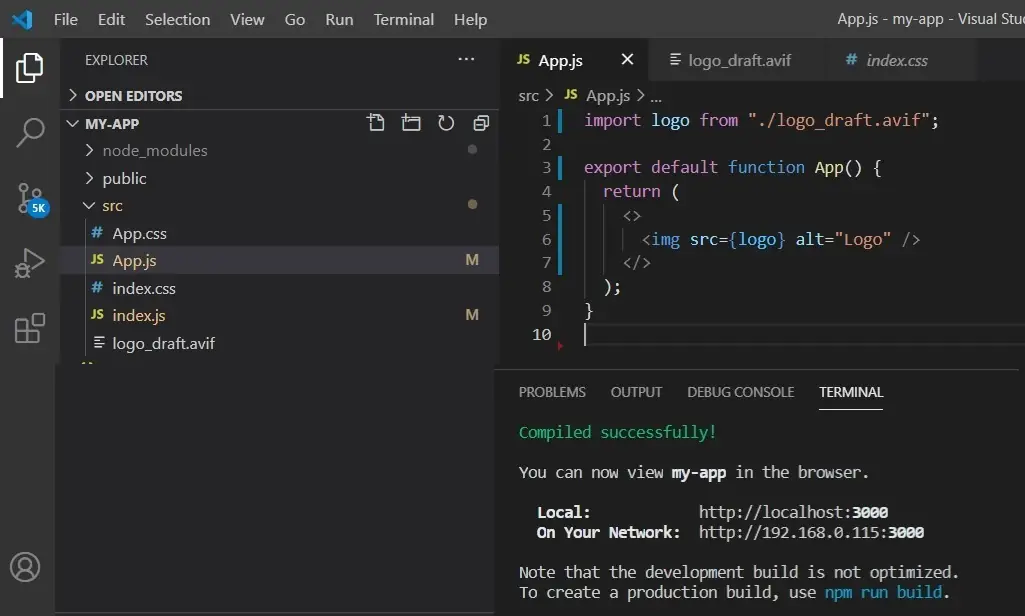 File Edit Selection View Go Run Terminal Help App.js - my-app - Visual Stu
EXPLORER ...
OPEN EDITORS
MY-APP
node_modules
public
src
# App.css
JS App.js M
# index.css
JS index.js M
logo_draft.avif
5K
JS App.js logo_draft.avif # index.css
src > JS App.js > ...
1 import logo from "./logo_draft.avif";
2
3 export default function App() {
4 return (
5 <>
6 <img src={logo} alt="Logo" />
7 </>
8 );
9 }
10
PROBLEMS OUTPUT DEBUG CONSOLE TERMINAL
Compiled successfully!
You can now view my-app in the browser.
Local: http://localhost:3000
On Your Network: http://192.168.0.115:3000
Note that the development build is not optimized.
To create a production build, use npm run build.